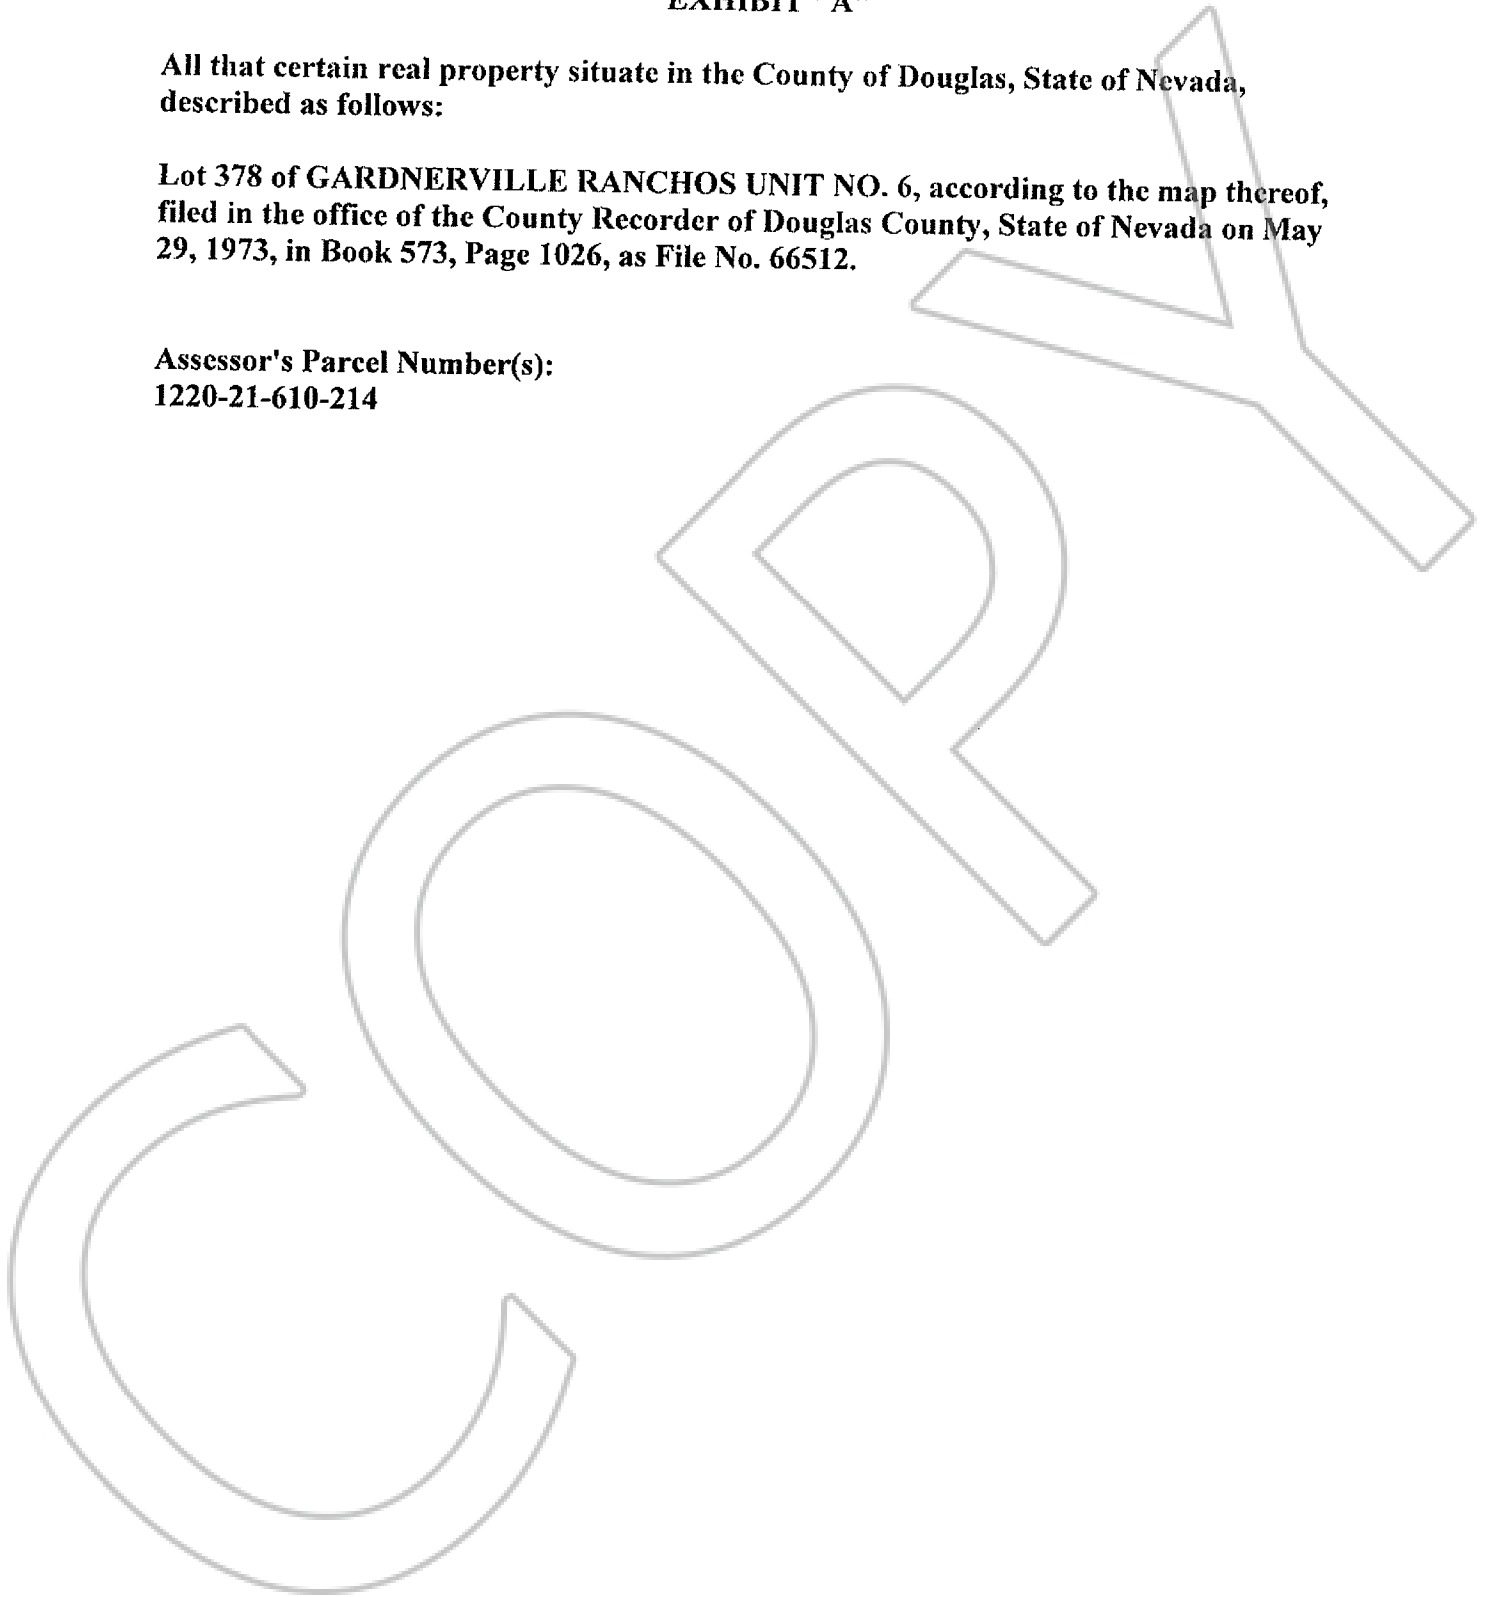 EXHIBIT "A"
All that certain real property situate in the County of Douglas, State of Nevada,
described as follows:
Lot 378 of GARDNERVILLE RANCHOS UNIT NO. 6, according to the map thereof,
filed in the office of the County Recorder of Douglas County, State of Nevada on May
29, 1973, in Book 573, Page 1026, as File No. 66512.
Assessor's Parcel Number(s):
1220-21-610-214
COPY